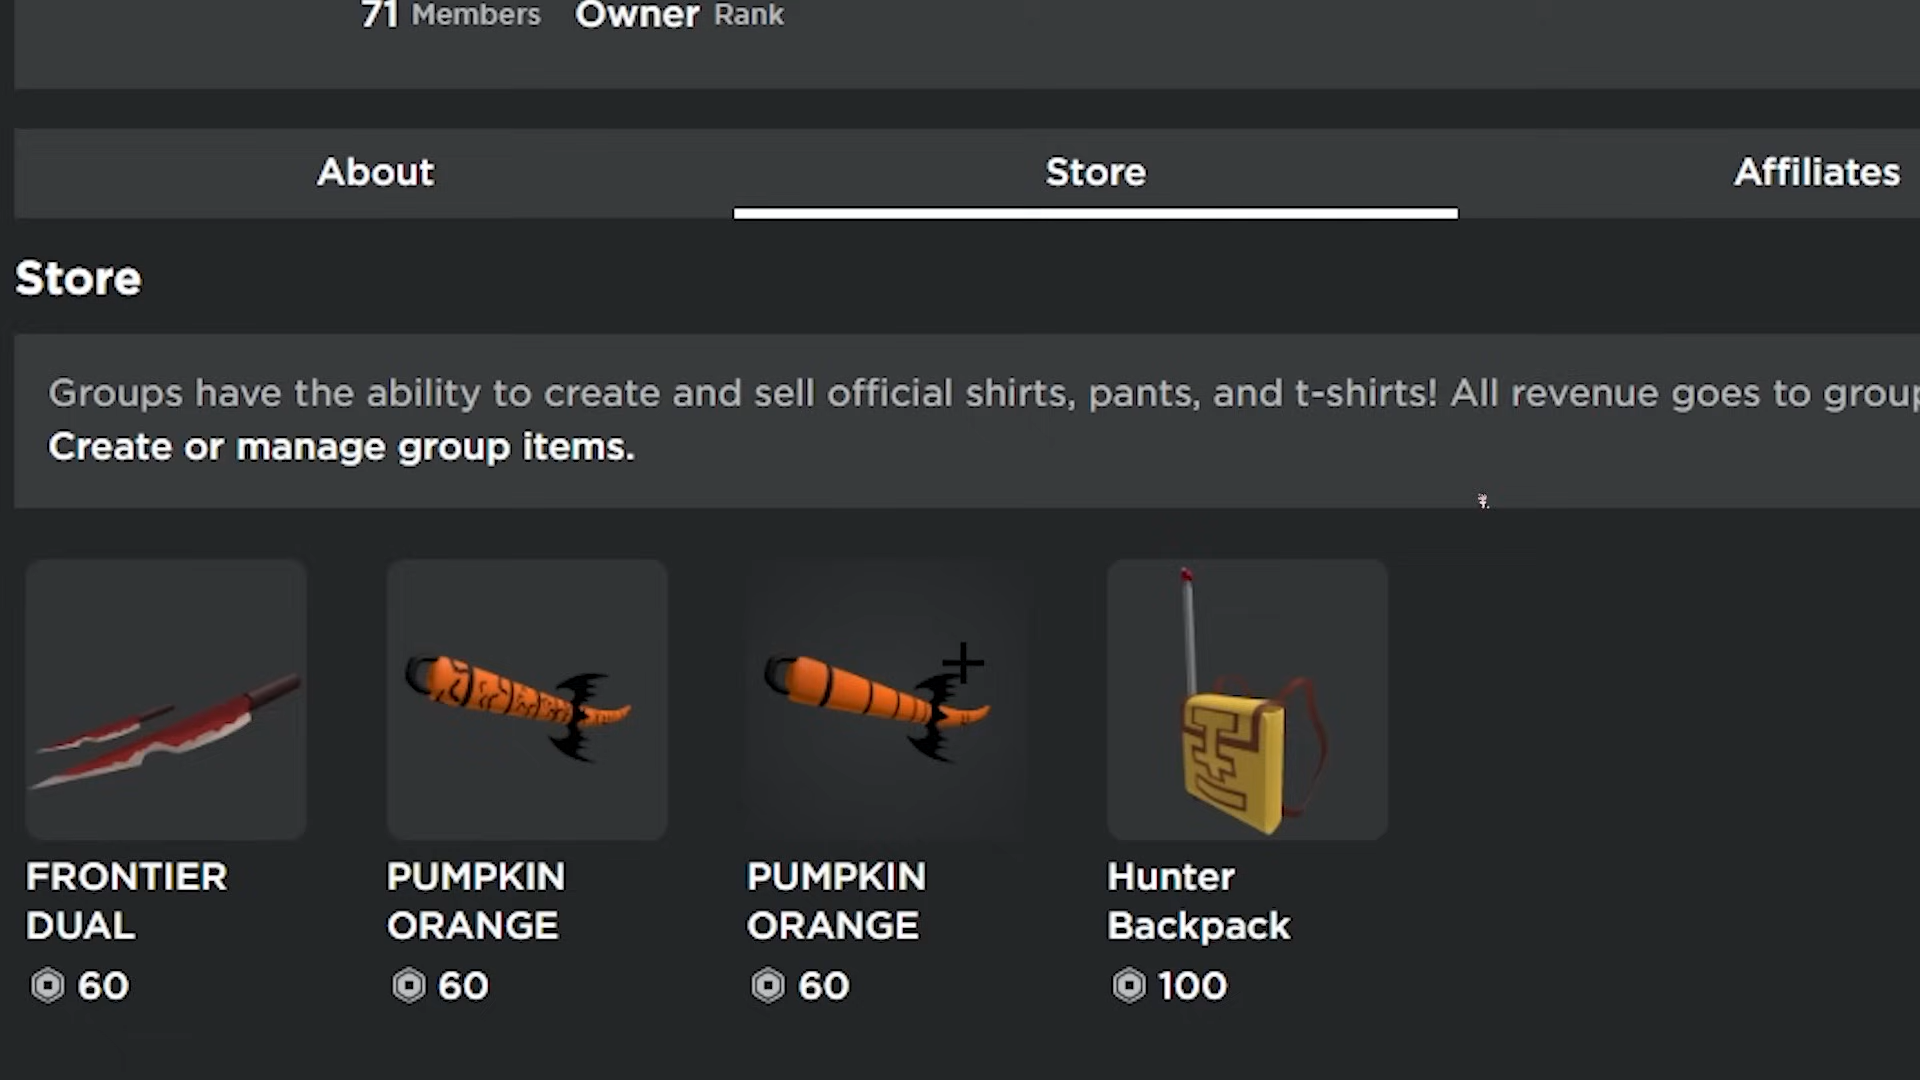 71 Members Owner Rank
About Store Affiliates
Store
Groups have the ability to create and sell official shirts, pants, and t-shirts! All revenue goes to group
Create or manage group items.
FRONTIER DUAL
60
PUMPKIN ORANGE
60
PUMPKIN ORANGE
60
Hunter Backpack
100